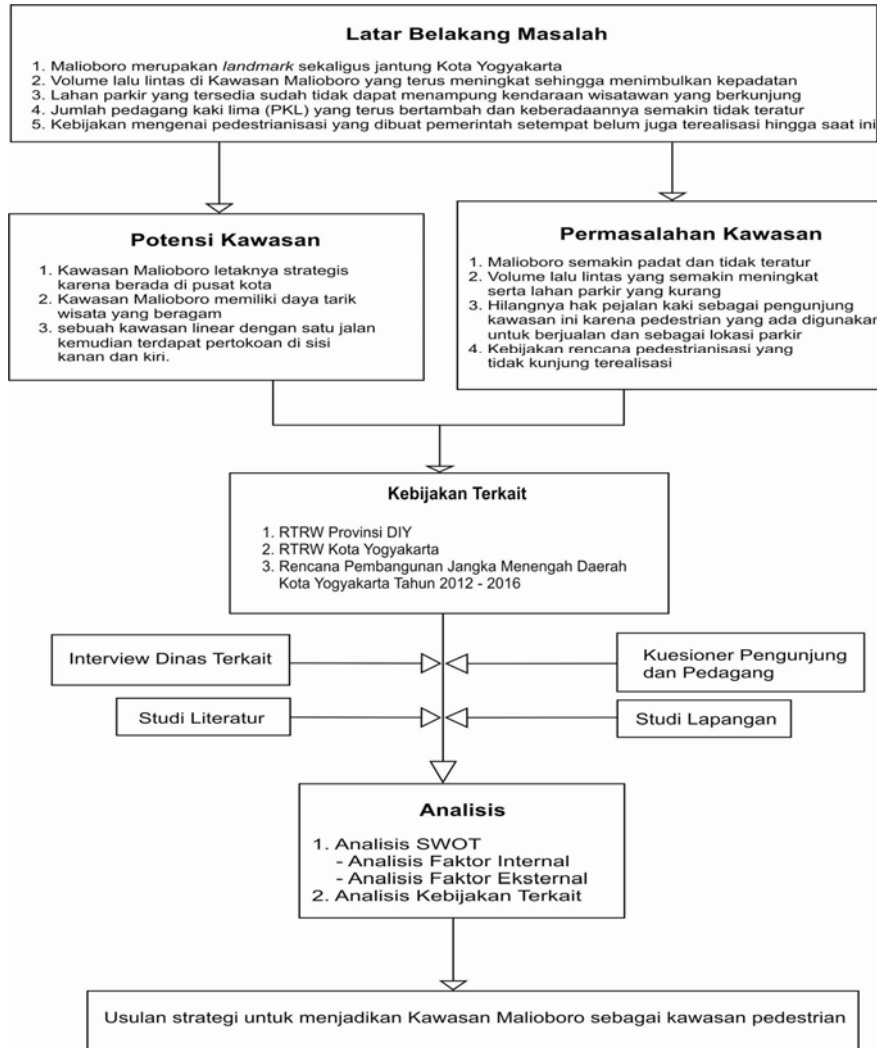 Latar Belakang Masalah
1. Malioboro merupakan landmark sekaligus jantung Kota Yogyakarta
2. Volume lalu lintas di Kawasan Malioboro yang terus meningkat sehingga menimbulkan kepadatan
3. Lahan parkir yang tersedia sudah tidak dapat menampung kendaraan wisatawan yang berkunjung
4. Jumlah pedagang kaki lima (PKL) yang terus bertambah dan keberadaannya semakin tidak teratur
5. Kebijakan mengenai pedestrianisasi yang dibuat pemerintah setempat belum juga terealisasi hingga saat ini
Potensi Kawasan
1. Kawasan Malioboro letaknya strategis
karena berada di pusat kota
2. Kawasan Malioboro memiliki daya tarik
wisata yang beragam
3. sebuah kawasan linear dengan satu jalan
kemudian terdapat pertokoan di sisi
kanan dan kiri.
Permasalahan Kawasan
1. Malioboro semakin padat dan tidak teratur
2. Volume lalu lintas yang semakin meningkat
serta lahan parkir yang kurang
3. Hilangnya hak pejalan kaki sebagai pengunjung
kawasan ini karena pedestrian yang ada digunakan
untuk berjualan dan sebagai lokasi parkir
4. Kebijakan rencana pedestrianisasi yang
tidak kunjung terealisasi
Kebijakan Terkait
1. RTRW Provinsi DIY
2. RTRW Kota Yogyakarta
3. Rencana Pembangunan Jangka Menengah Daerah
Kota Yogyakarta Tahun 2012 - 2016
Interview Dinas Terkait
Kuesioner Pengunjung
dan Pedagang
Studi Literatur
Studi Lapangan
Analisis
1. Analisis SWOT
- Analisis Faktor Internal
- Analisis Faktor Eksternal
2. Analisis Kebijakan Terkait
Usulan strategi untuk menjadikan Kawasan Malioboro sebagai kawasan pedestrian